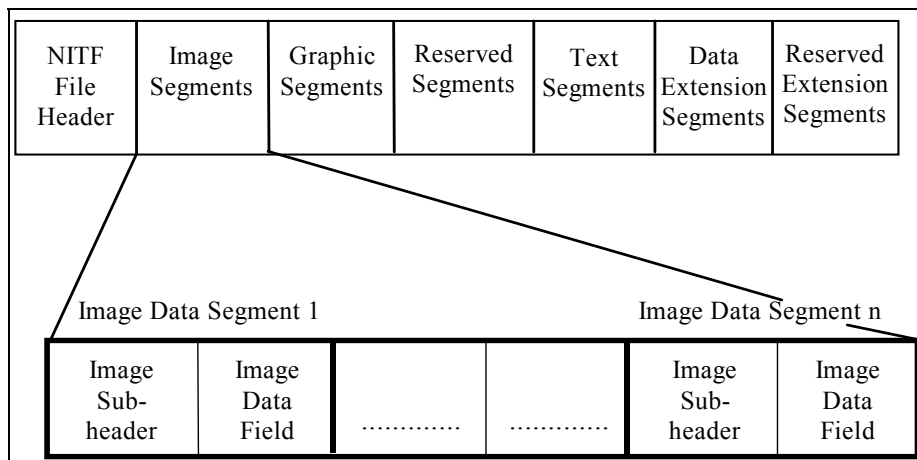 NITF
File
Header
Image
Segments
Graphic
Segments
Reserved
Segments
Text
Segments
Data
Extension
Segments
Reserved
Extension
Segments
Image Data Segment 1
Image Data Segment n
Image
Sub-
header
Image
Data
Field
.............
.............
Image
Sub-
header
Image
Data
Field